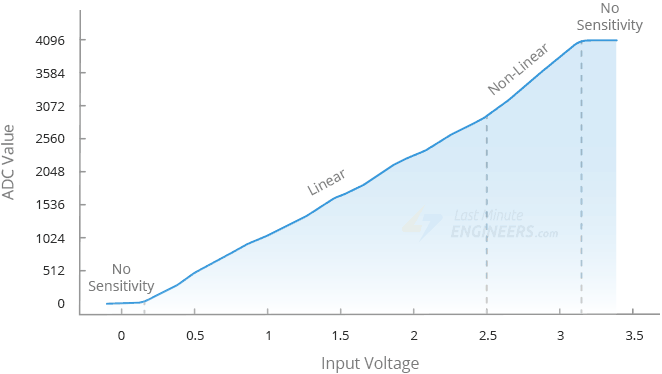 No
Sensitivity
4096
3584
3072
2560
2048
1536
1024
512
0
ADC Value
Non-Linear
Linear
Last Minute
ENGINEERS.com
No
Sensitivity
0
0.5
1
1.5
2
2.5
3
3.5
Input Voltage